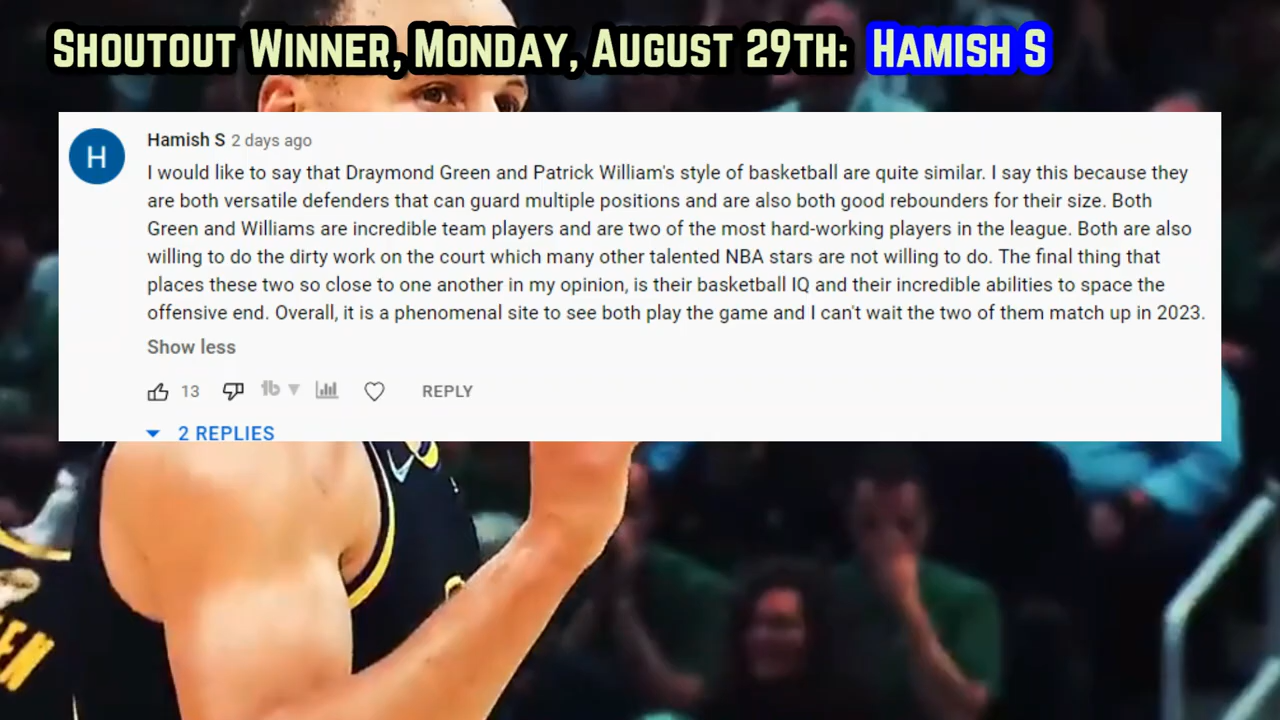 SHOUTOUT WINNER, MONDAY, AUGUST 29TH: HAMISH S
Hamish S 2 days ago
H
I would like to say that Draymond Green and Patrick William's style of basketball are quite similar. I say this because they
are both versatile defenders that can guard multiple positions and are also both good rebounders for their size. Both
Green and Williams are incredible team players and are two of the most hard-working players in the league. Both are also
willing to do the dirty work on the court which many other talented NBA stars are not willing to do. The final thing that
places these two so close to one another in my opinion, is their basketball IQ and their incredible abilities to space the
offensive end. Overall, it is a phenomenal site to see both play the game and I can't wait the two of them match up in 2023.
Show less
13 REPLY
2 REPLIES
EN